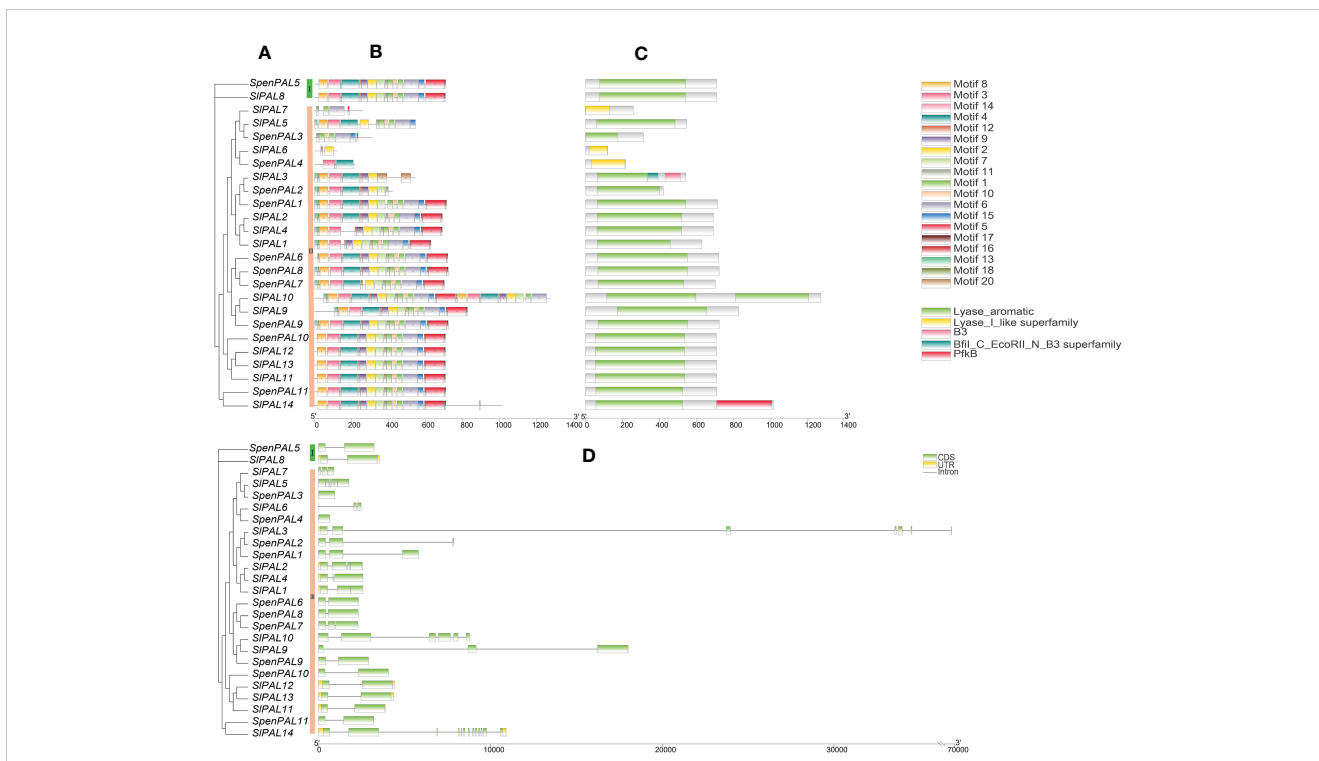 A
B
C
SpenPAL5
SlPAL8
SlPAL7
SlPAL5
SpenPAL3
SlPAL6
SpenPAL4
SlPAL3
SpenPAL2
SpenPAL1
SlPAL2
SlPAL4
SlPAL1
SpenPAL6
SpenPAL8
SpenPAL7
SlPAL10
SlPAL9
SpenPAL9
SpenPAL10
SlPAL12
SlPAL13
SlPAL11
SpenPAL11
SlPAL14
I
II
5' 3'
0 200 400 600 800 1000 1200 1400
5' 3'
0 200 400 600 800 1000 1200 1400
Motif 8
Motif 3
Motif 14
Motif 4
Motif 12
Motif 9
Motif 2
Motif 7
Motif 11
Motif 1
Motif 10
Motif 6
Motif 15
Motif 5
Motif 17
Motif 16
Motif 13
Motif 18
Motif 20
Lyase_aromatic
Lyase_I_like superfamily
B3
BfiI_C_EcoRII_N_B3 superfamily
PfkB
D
SpenPAL5
SlPAL8
SlPAL7
SlPAL5
SpenPAL3
SlPAL6
SpenPAL4
SlPAL3
SpenPAL2
SpenPAL1
SlPAL2
SlPAL4
SlPAL1
SpenPAL6
SpenPAL8
SpenPAL7
SlPAL10
SlPAL9
SpenPAL9
SpenPAL10
SlPAL12
SlPAL13
SlPAL11
SpenPAL11
SlPAL14
I
II
CDS
UTR
Intron
5' 3'
0 10000 20000 30000 70000